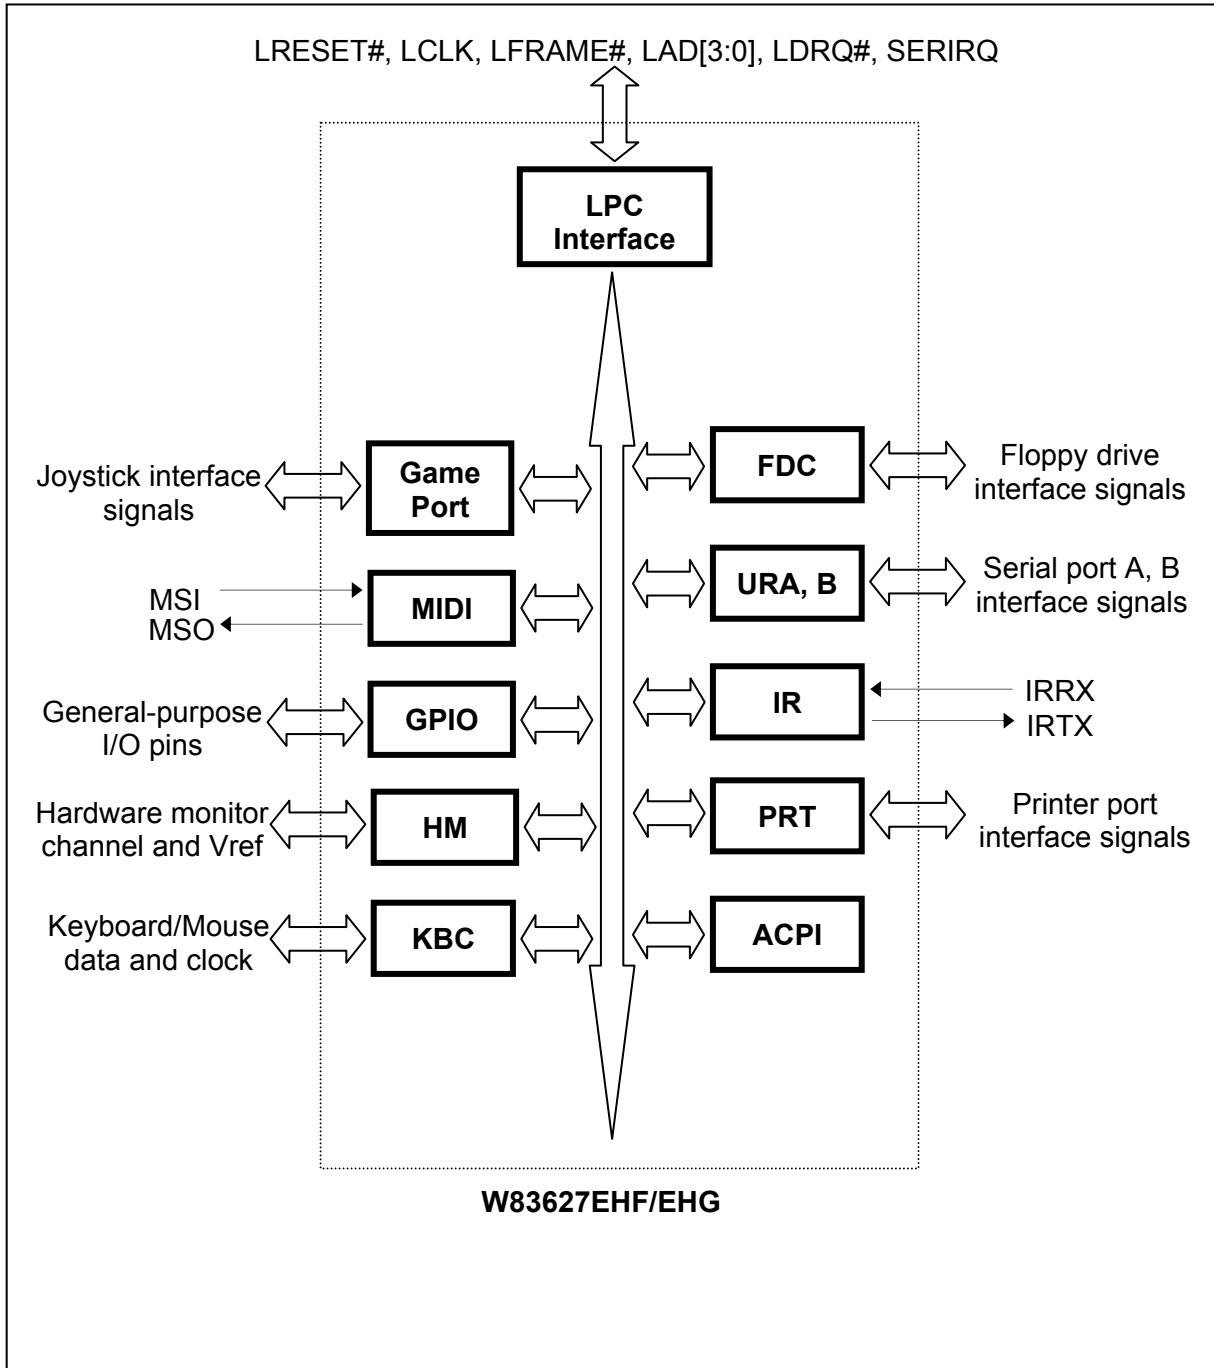 LRESET#, LCLK, LFRAME#, LAD[3:0], LDRQ#, SERIRQ
LPC
Interface
Joystick interface
signals
Game
Port
FDC
Floppy drive
interface signals
MSI
MSO
MIDI
URA, B
Serial port A, B
interface signals
General-purpose
I/O pins
GPIO
IR
IRRX
IRTX
Hardware monitor
channel and Vref
HM
PRT
Printer port
interface signals
Keyboard/Mouse
data and clock
KBC
ACPI
W83627EHF/EHG